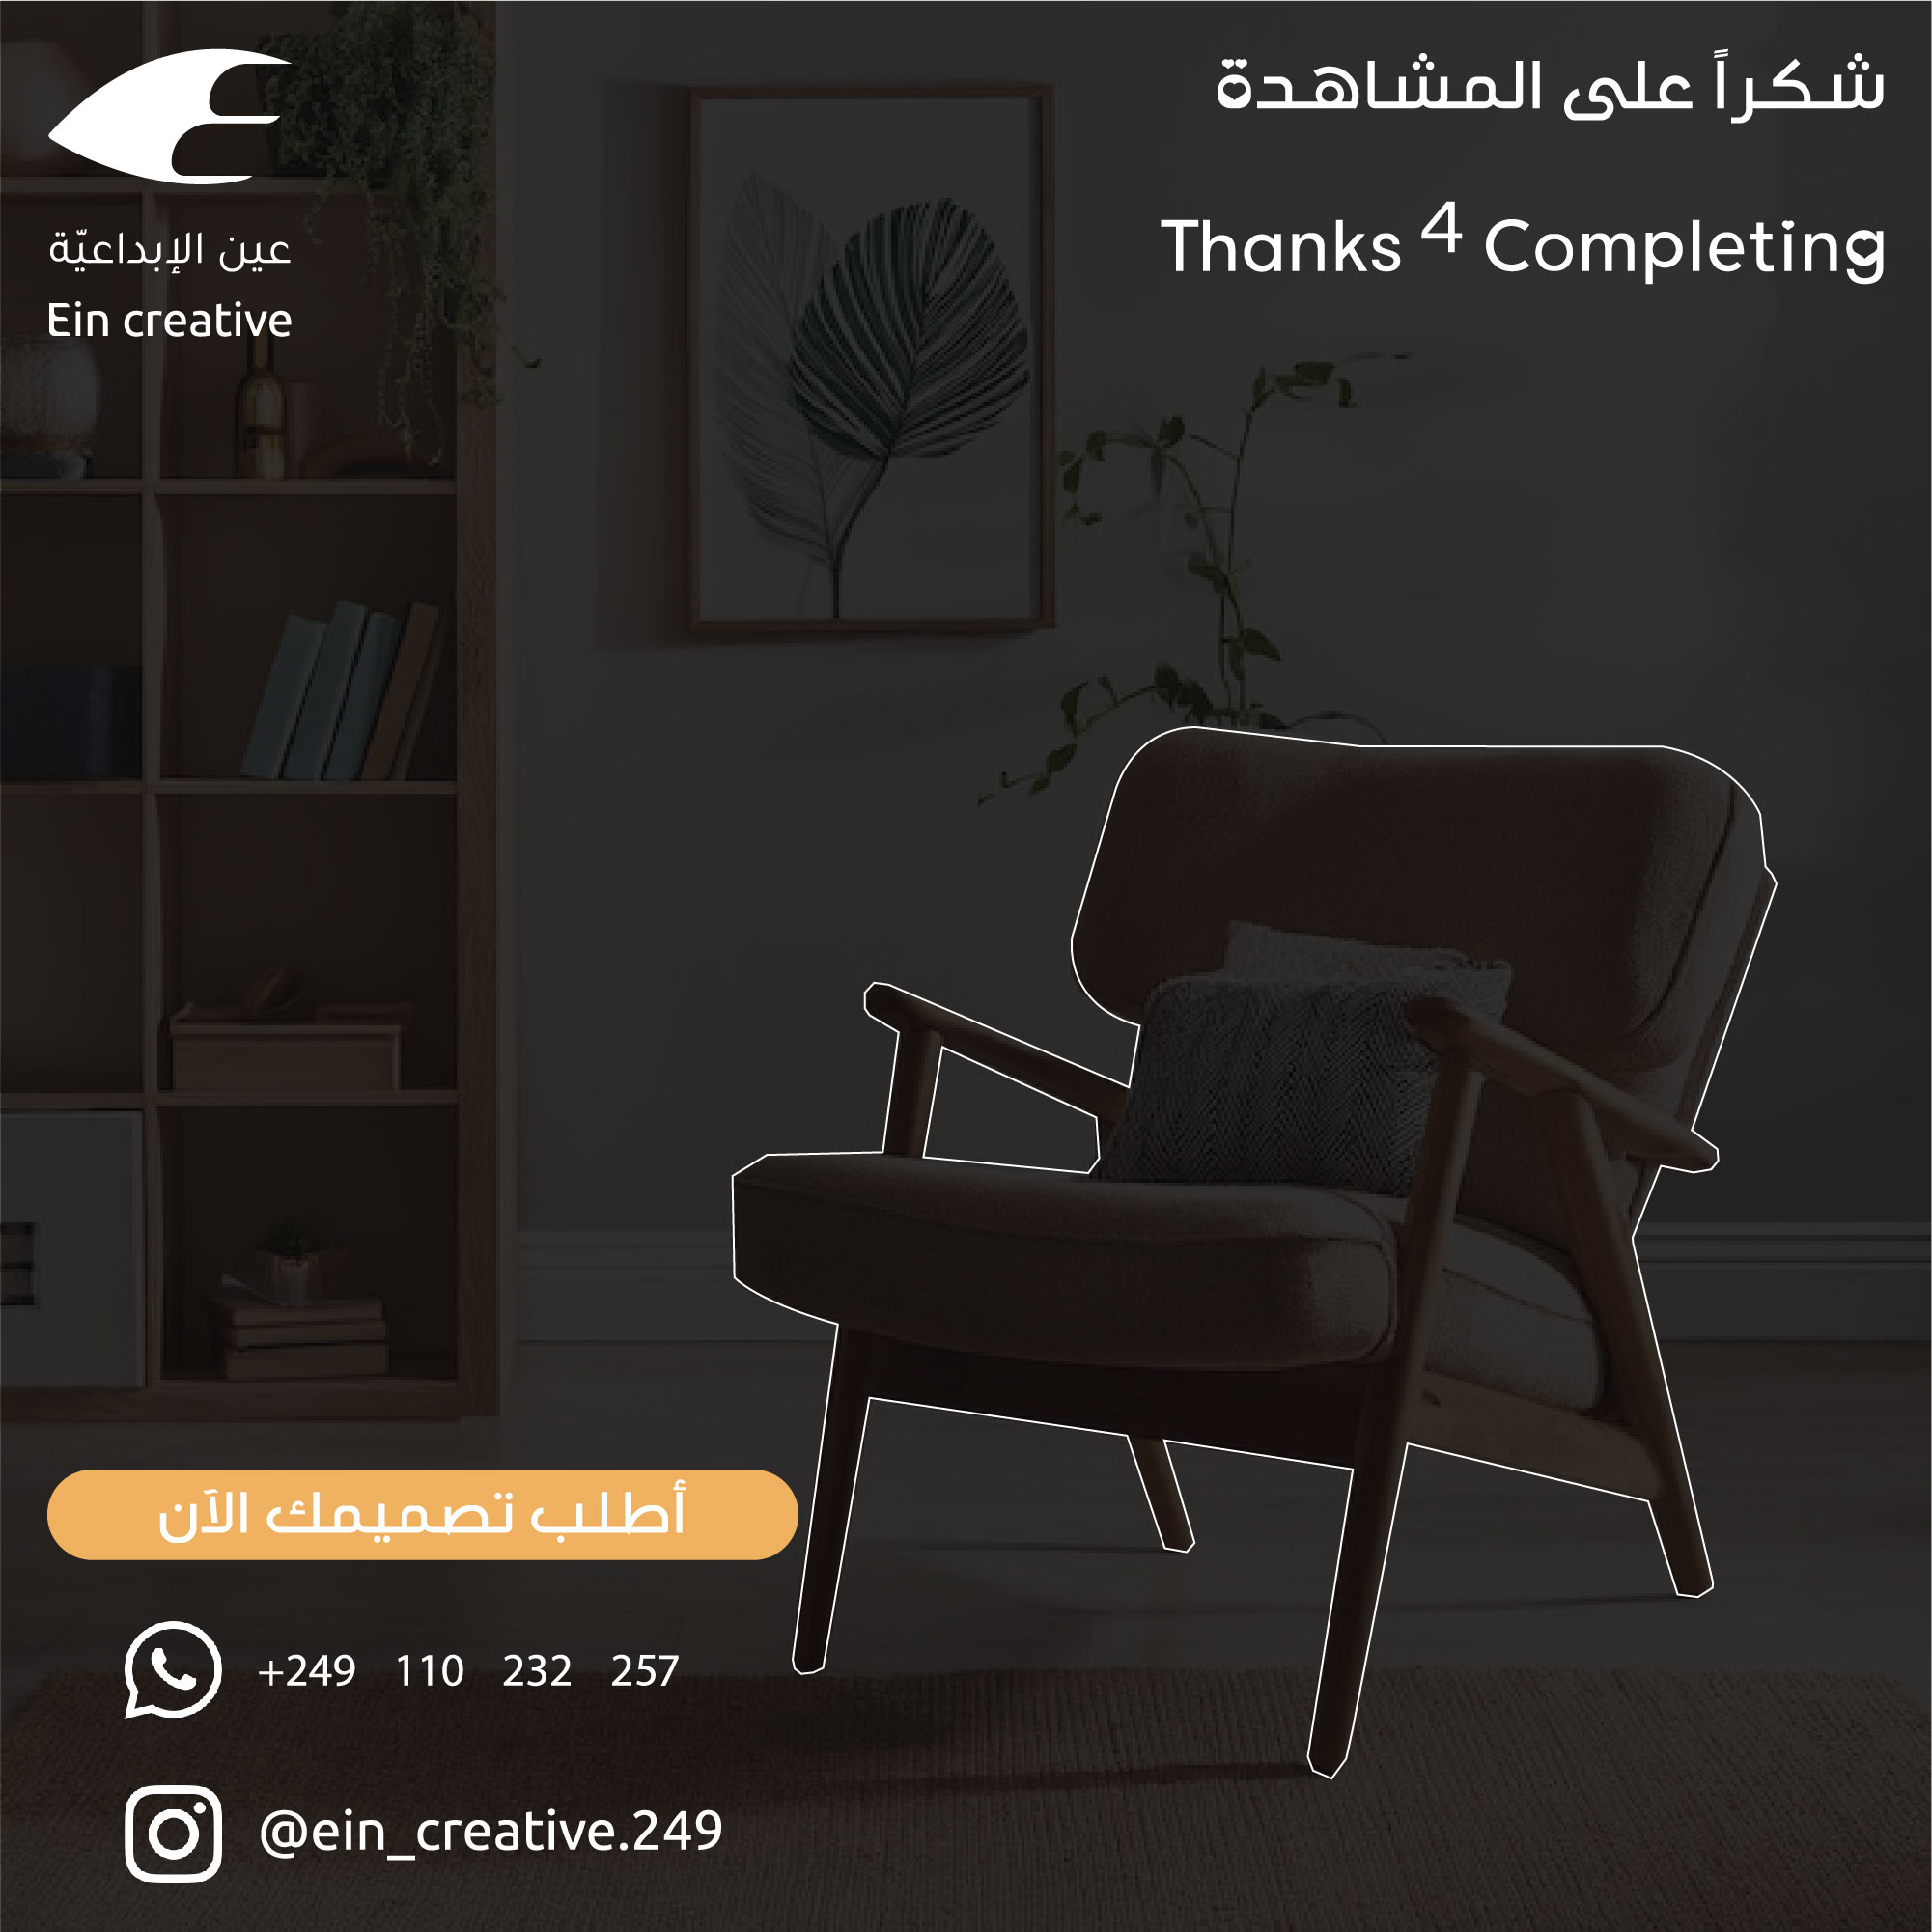 شكراً على المشاهدة
Thanks 4 Completing
عين الإبداعيّة
Ein creative
أطلب تصميمك الآن
+249 110 232 257
@ein_creative.249